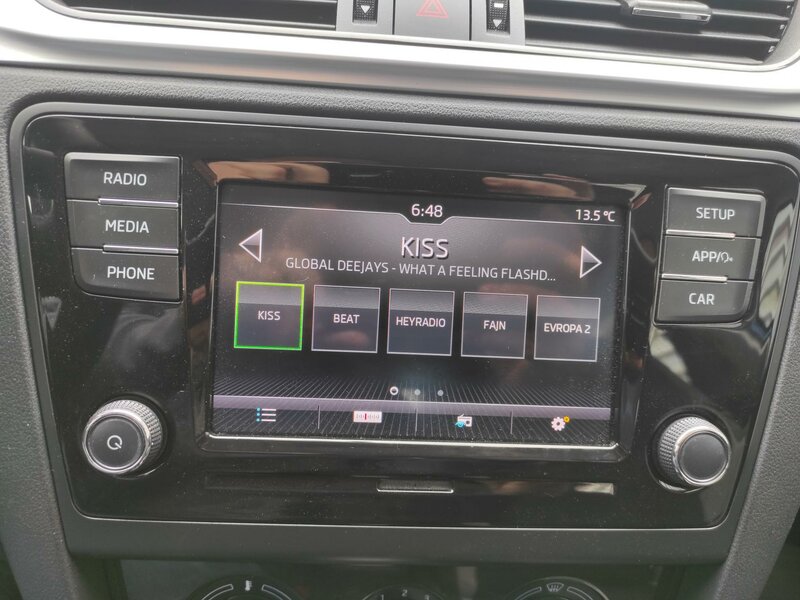 RADIO
MEDIA
PHONE
6:48
13.5 °C
KISS
GLOBAL DEEJAYS - WHAT A FEELING FLASHD...
KISS
BEAT
HEYRADIO
FAJN
EVROPA 2
SETUP
APP/
CAR